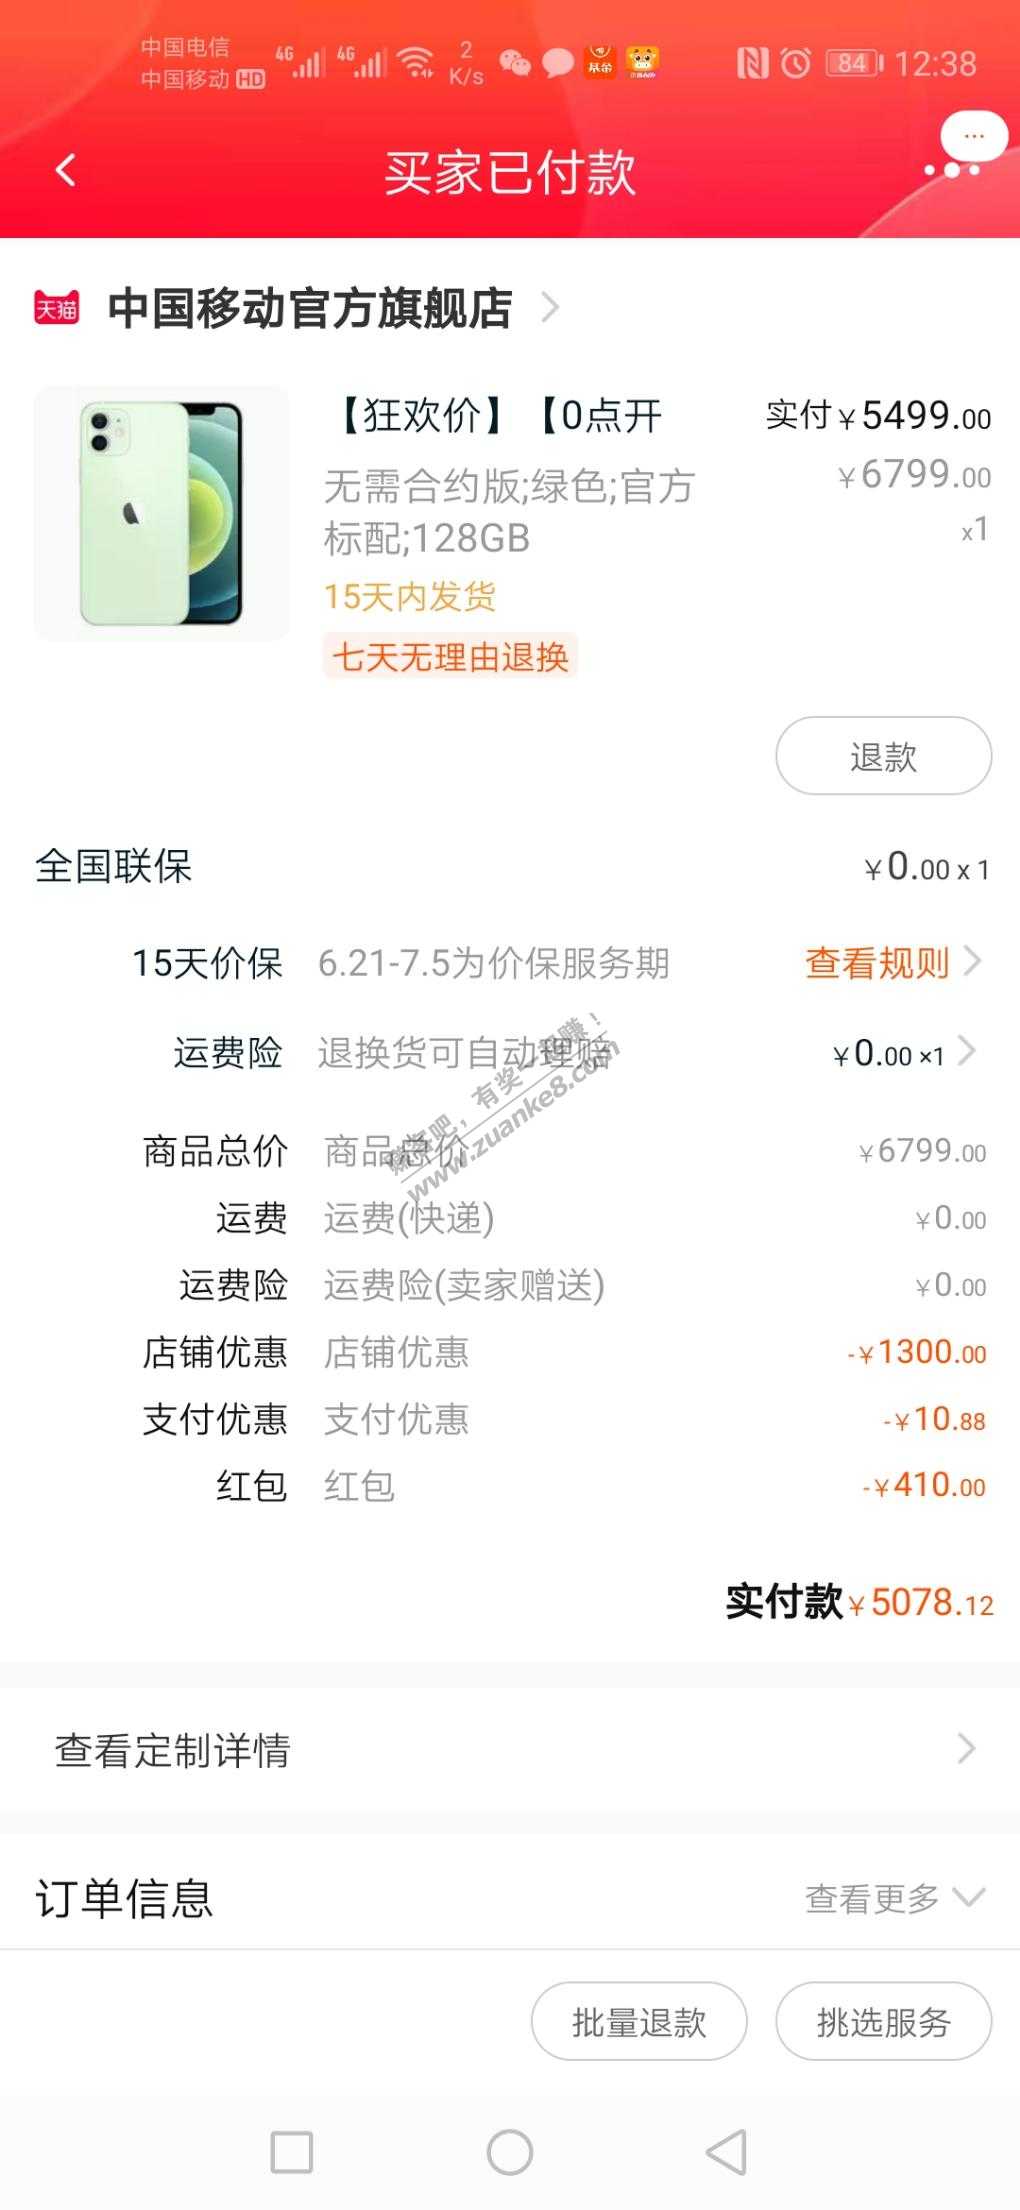 中国电信
中国移动 HD
4G 4G 2 K/s 84 12:38
买家已付款
天猫 中国移动官方旗舰店
【狂欢价】【0点开 实付¥5499.00
无需合约版;绿色;官方 ¥6799.00
标配;128GB x1
15天内发货
七天无理由退换
退款
全国联保 ¥0.00 x 1
15天价保 6.21-7.5为价保服务期 查看规则
运费险 退换货可自动理赔 ¥0.00 ×1
赚客吧，有奖一起赚！
www.zuanke8.com
商品总价 商品总价 ¥6799.00
运费 运费(快递) ¥0.00
运费险 运费险(卖家赠送) ¥0.00
店铺优惠 店铺优惠 -¥1300.00
支付优惠 支付优惠 -¥10.88
红包 红包 -¥410.00
实付款¥5078.12
查看定制详情
订单信息 查看更多
批量退款 挑选服务